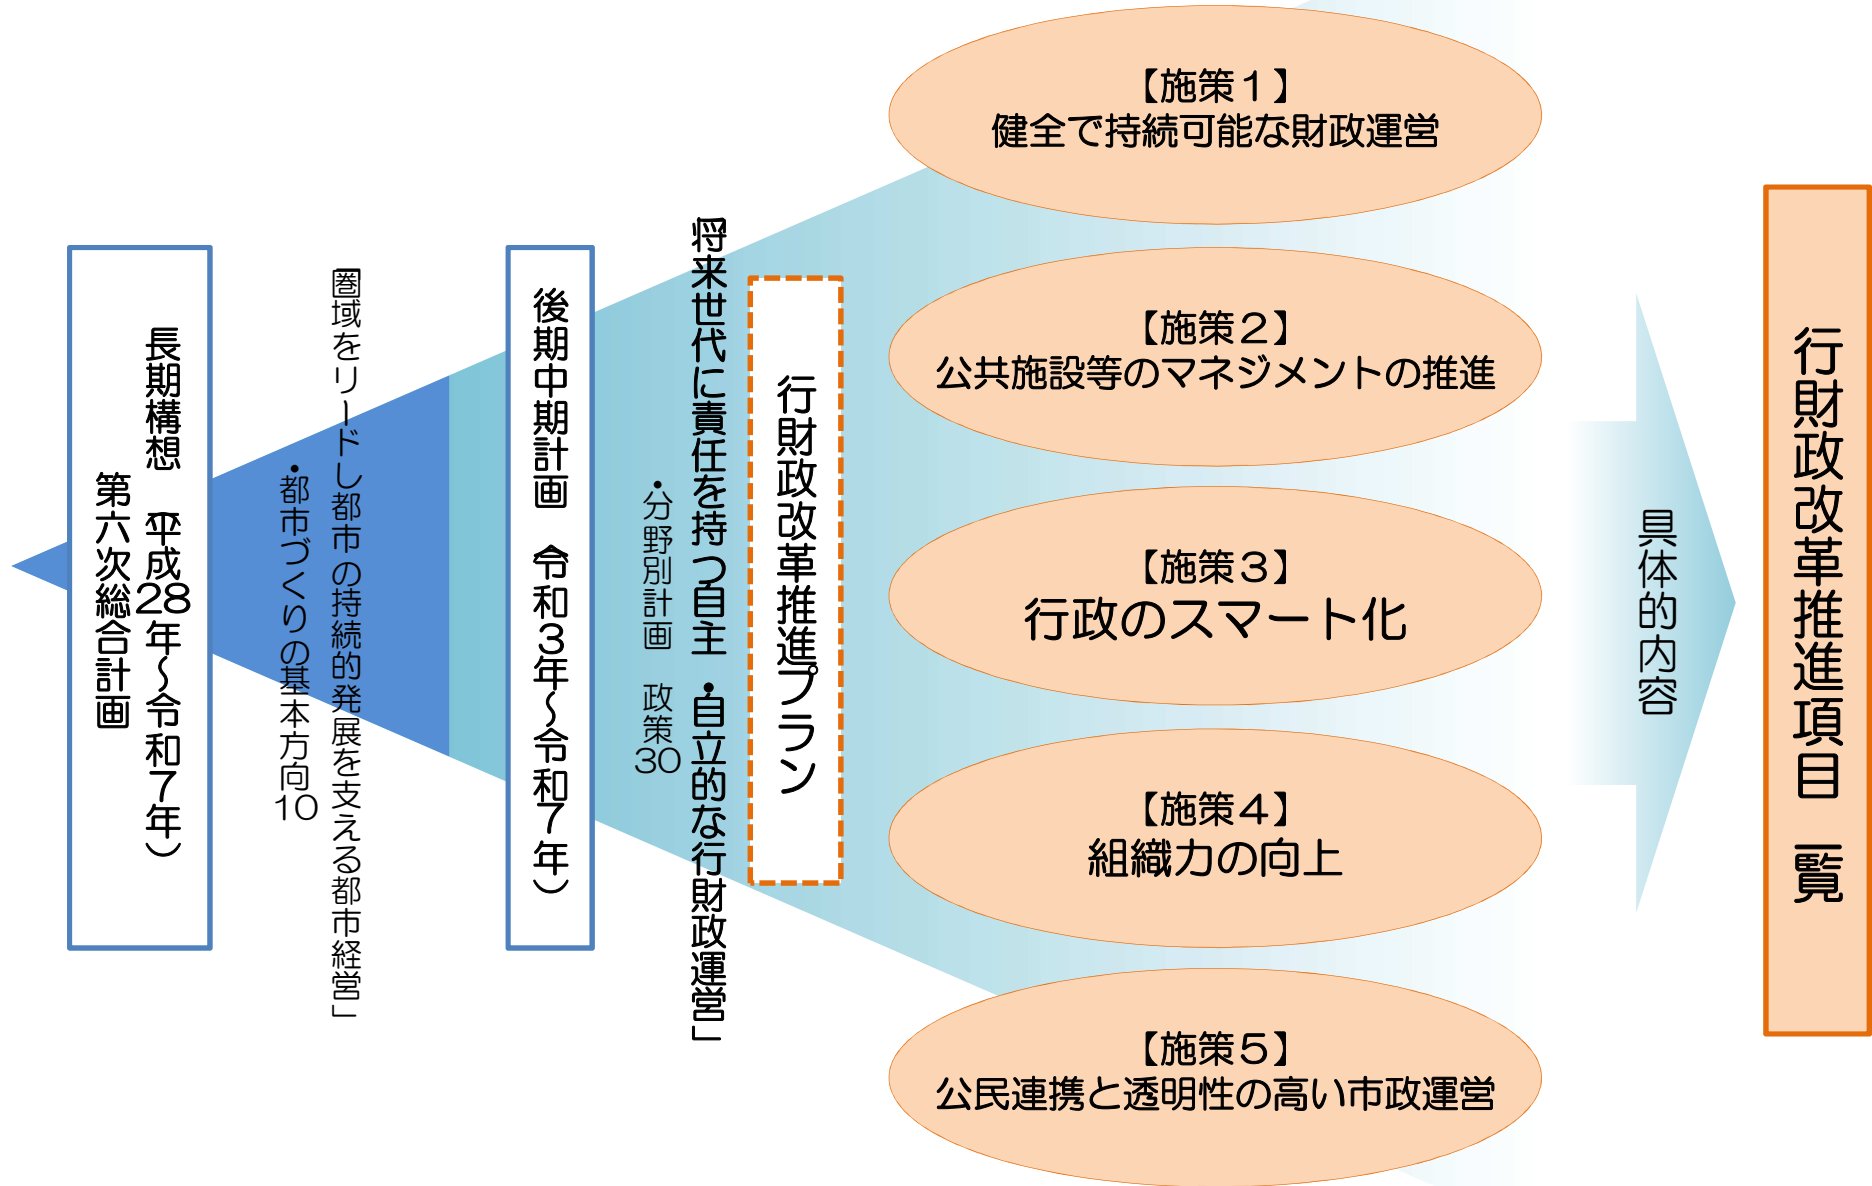 長期構想　（平成28年～令和7年）
第六次総合計画
「圏域をリードし都市の持続的発展を支える都市経営」
・都市づくりの基本方向10
後期中期計画　（令和3年～令和7年）
「将来世代に責任を持つ自主・自立的な行財政運営」
・分野別計画　政策30
行財政改革推進プラン
【施策１】
健全で持続可能な財政運営
【施策２】
公共施設等のマネジメントの推進
【施策３】
行政のスマート化
【施策４】
組織力の向上
【施策５】
公民連携と透明性の高い市政運営
具体的内容
行財政改革推進項目一覧